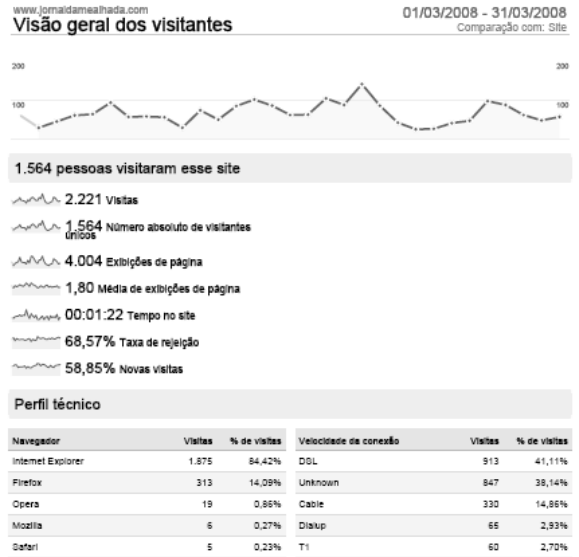 www.jornaldamealhada.com
Visão geral dos visitantes
01/03/2008 - 31/03/2008
Comparação com: Site
200 200
100 100
1.564 pessoas visitaram esse site
2.221 Visitas
1.564 Número absoluto de visitantes
únicos
4.004 Exibições de página
1,80 Média de exibições de página
00:01:22 Tempo no site
68,57% Taxa de rejeição
58,85% Novas visitas
Perfil técnico
Navegador Visitas % de visitas Velocidade da conexão Visitas % de visitas
Internet Explorer 1.875 84,42% DSL 913 41,11%
Firefox 313 14,09% Unknown 847 38,14%
Opera 19 0,86% Cable 330 14,86%
Mozilla 6 0,27% Dialup 65 2,93%
Safari 5 0,23% T1 60 2,70%